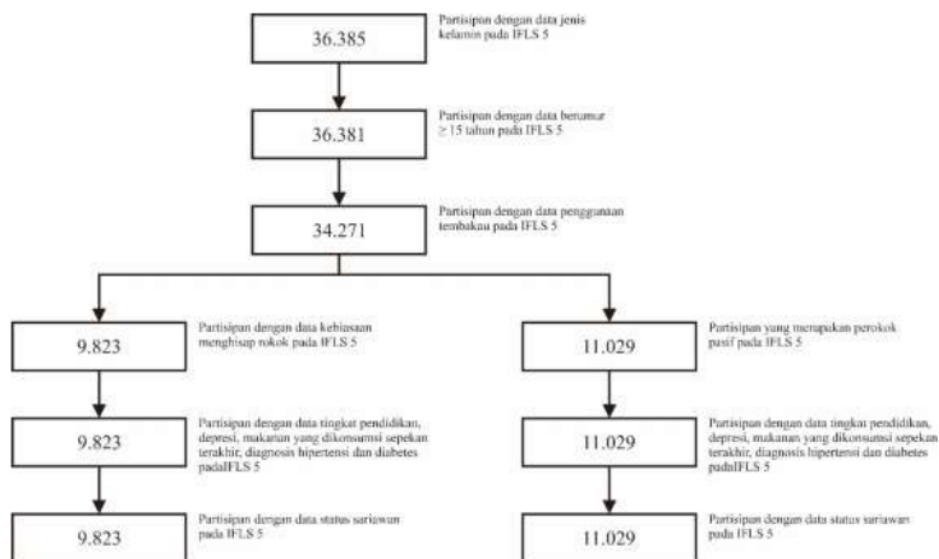 36.385
Partisipan dengan data jenis
kelamin pada IFLS 5
36.381
Partisipan dengan data berumur
≥ 15 tahun pada IFLS 5
34.271
Partisipan dengan data penggunaan
tembakau pada IFLS 5
9.823
Partisipan dengan data kebiasaan
menghisap rokok pada IFLS 5
11.029
Partisipan yang merupakan perokok
pasif pada IFLS 5
9.823
Partisipan dengan data tingkat pendidikan,
depresi, makanan yang dikonsumsi sepekan
terakhir, diagnosis hipertensi dan diabetes
padaIFLS 5
11.029
Partisipan dengan data tingkat pendidikan,
depresi, makanan yang dikonsumsi sepekan
terakhir, diagnosis hipertensi dan diabetes
padaIFLS 5
9.823
Partisipan dengan data status sariawan
pada IFLS 5
11.029
Partisipan dengan data status sariawan
pada IFLS 5